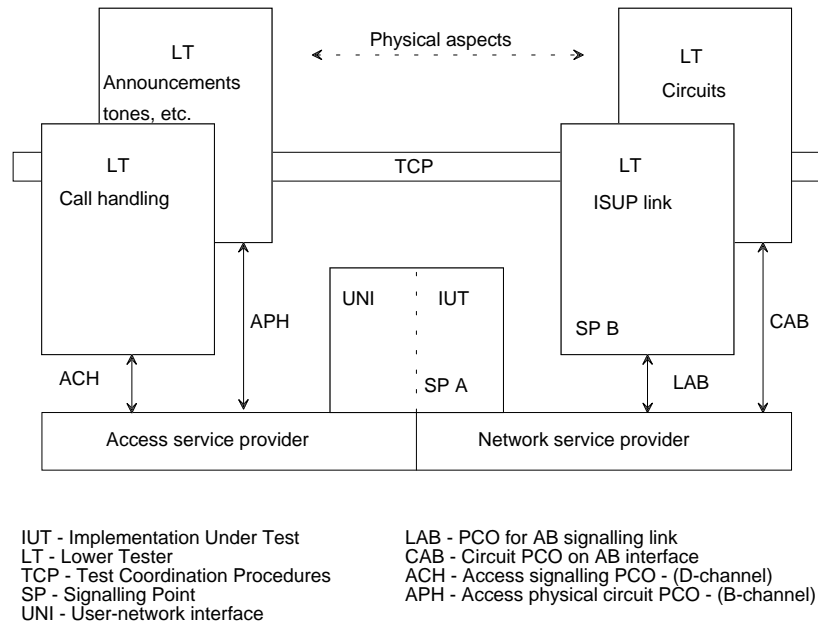 LT
Announcements
tones, etc.
Physical aspects
LT
Circuits
LT
Call handling
TCP
LT
ISUP link
APH
UNI
IUT
SP B
CAB
ACH
SP A
LAB
Access service provider
Network service provider
IUT - Implementation Under Test
LT - Lower Tester
TCP - Test Coordination Procedures
SP - Signalling Point
UNI - User-network interface
LAB - PCO for AB signalling link
CAB - Circuit PCO on AB interface
ACH - Access signalling PCO - (D-channel)
APH - Access physical circuit PCO - (B-channel)